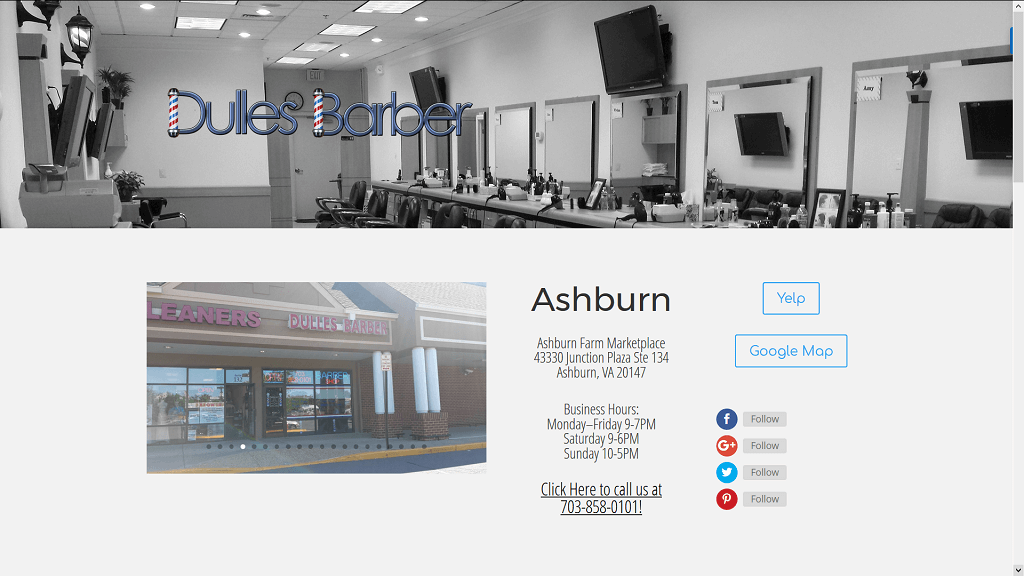 EXIT
Amy
Dulles Barber
CLEANERS
DULLES BARBER
Ashburn
Ashburn Farm Marketplace
43330 Junction Plaza Ste 134
Ashburn, VA 20147
Business Hours:
Monday–Friday 9-7PM
Saturday 9-6PM
Sunday 10-5PM
Click Here to call us at
703-858-0101!
Yelp
Google Map
f
Follow
G+
Follow
Follow
Follow